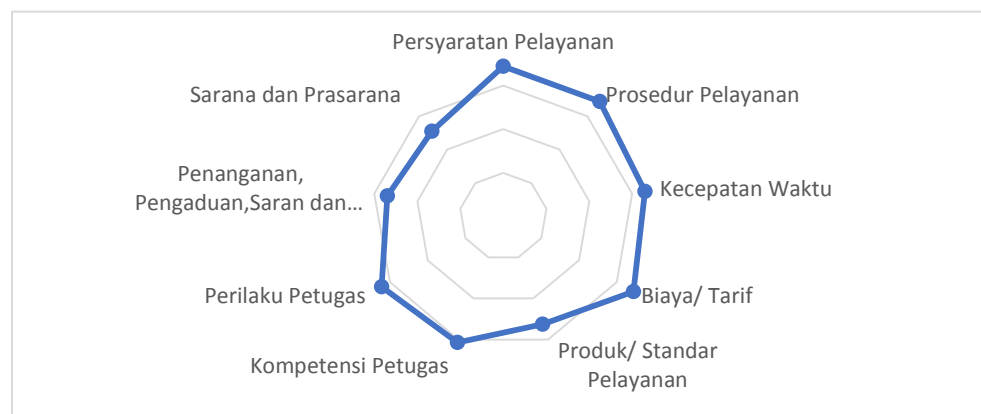 Persyaratan Pelayanan
Prosedur Pelayanan
Kecepatan Waktu
Biaya/ Tarif
Produk/ Standar
Pelayanan
Kompetensi Petugas
Perilaku Petugas
Penanganan,
Pengaduan,Saran dan…
Sarana dan Prasarana